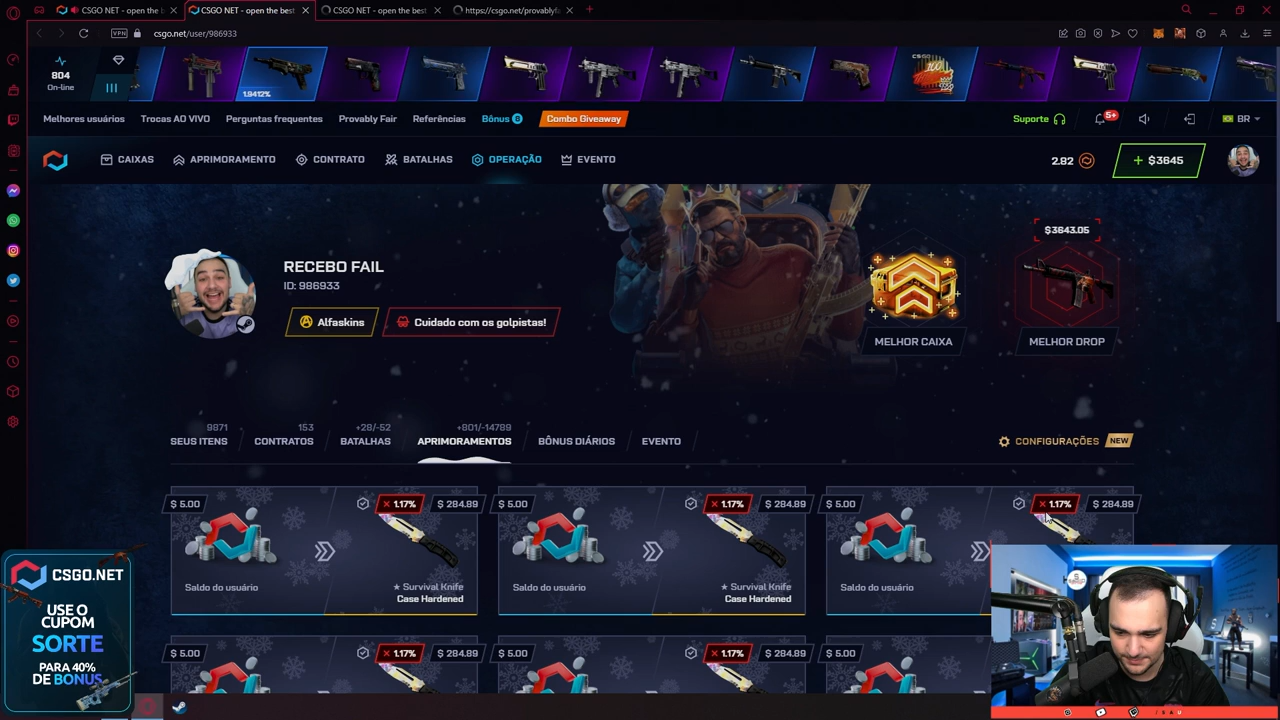 CSGO NET - open the b
CSGO NET - open the best
CSGO NET - open the best
https://csgo.net/provablyfa
VPN
csgo.net/user/986933
804
On-line
1.9412%
Melhores usuários
Trocas AO VIVO
Perguntas frequentes
Provably Fair
Referências
Bônus 8
Combo Giveaway
Suporte
5+
BR
CAIXAS
APRIMORAMENTO
CONTRATO
BATALHAS
OPERAÇÃO
EVENTO
2.82
+ $3645
RECEBO FAIL
ID: 986933
Alfaskins
Cuidado com os golpistas!
MELHOR CAIXA
$3643.05
MELHOR DROP
9871
SEUS ITENS
153
CONTRATOS
+28/-52
BATALHAS
+801/-14789
APRIMORAMENTOS
BÔNUS DIÁRIOS
EVENTO
CONFIGURAÇÕES
NEW
$ 5.00
× 1.17%
$ 284.89
Saldo do usuário
★ Survival Knife
Case Hardened
$ 5.00
× 1.17%
$ 284.89
Saldo do usuário
★ Survival Knife
Case Hardened
$ 5.00
× 1.17%
$ 284.89
Saldo do usuário
$ 5.00
× 1.17%
$ 284.89
$ 5.00
× 1.17%
$ 284.89
$ 5.00
CSGO.NET
USE O
CUPOM
SORTE
PARA 40%
DE BONUS